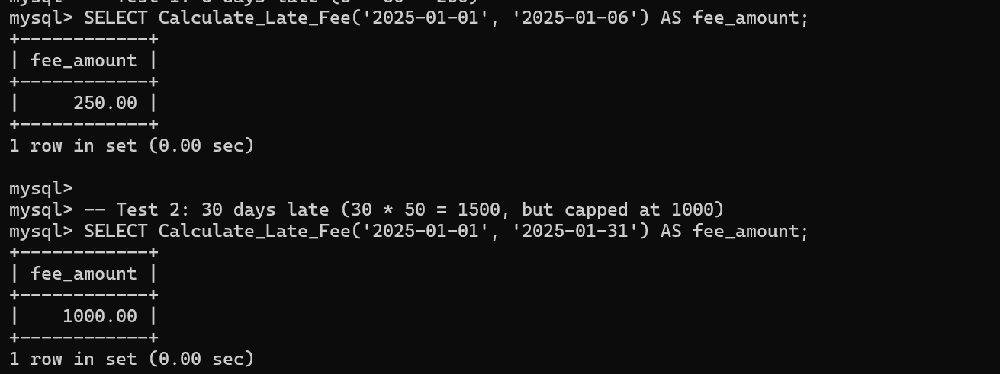 mysql> SELECT Calculate_Late_Fee('2025-01-01', '2025-01-06') AS fee_amount;
+------------+
| fee_amount |
+------------+
|     250.00 |
+------------+
1 row in set (0.00 sec)
mysql>
mysql> -- Test 2: 30 days late (30 * 50 = 1500, but capped at 1000)
mysql> SELECT Calculate_Late_Fee('2025-01-01', '2025-01-31') AS fee_amount;
+------------+
| fee_amount |
+------------+
|    1000.00 |
+------------+
1 row in set (0.00 sec)